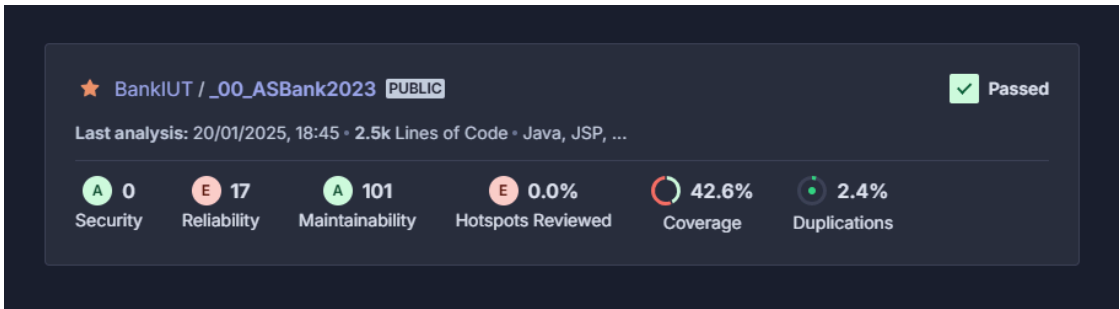 BankIUT / _00_ASBank2023 PUBLIC Passed
Last analysis: 20/01/2025, 18:45 • 2.5k Lines of Code • Java, JSP, ...
A 0 E 17 A 101 E 0.0% 42.6% 2.4%
Security Reliability Maintainability Hotspots Reviewed Coverage Duplications